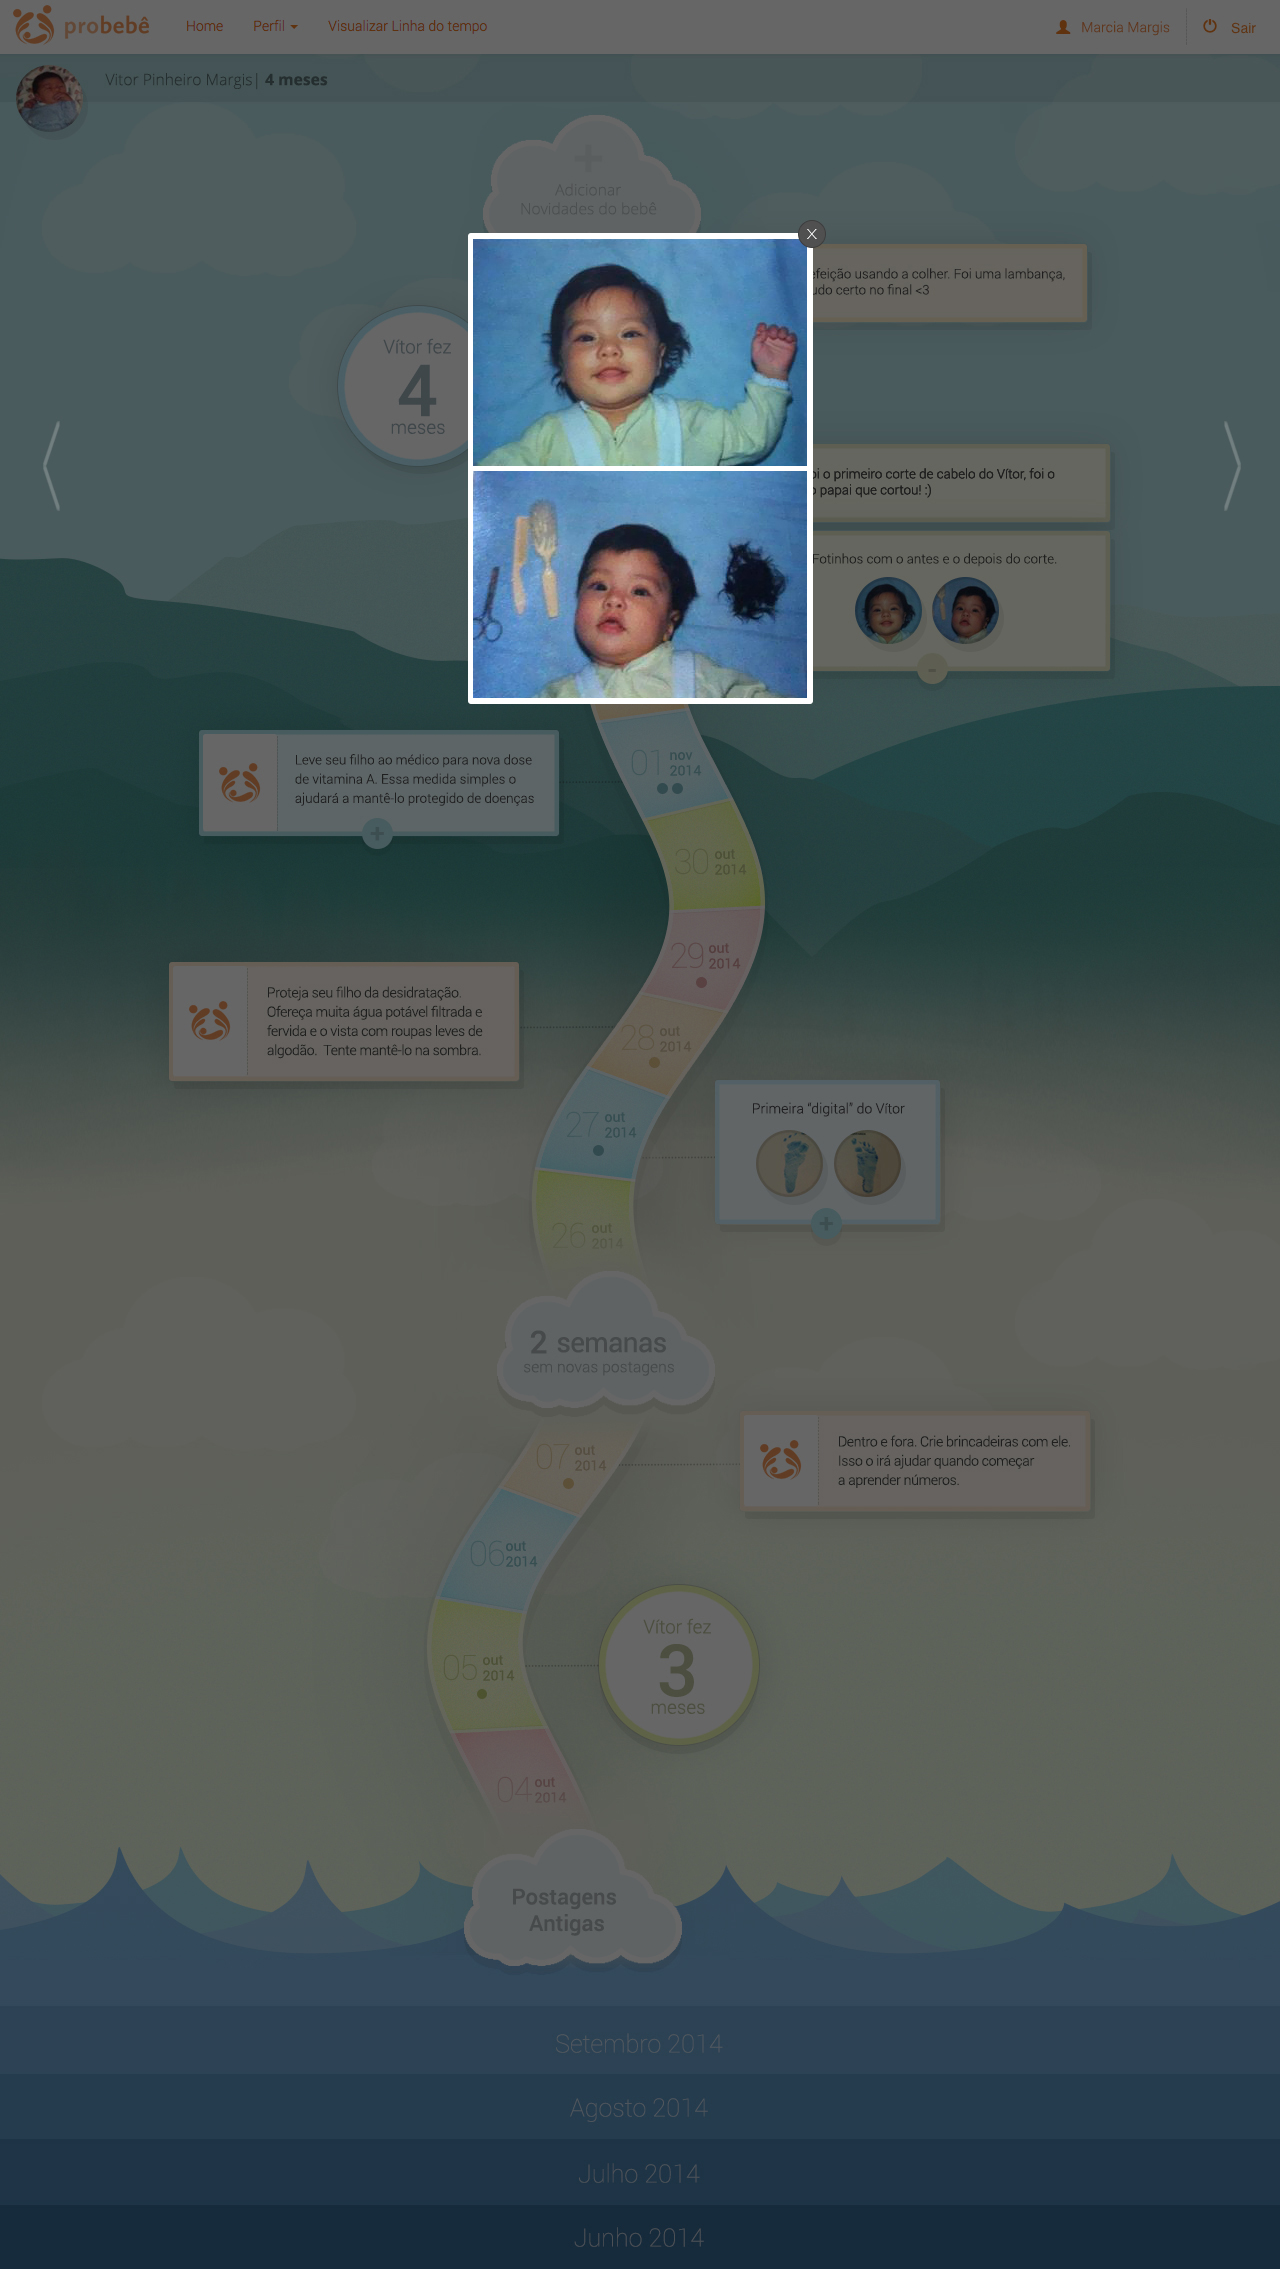 probebê
Home
Perfil
Visualizar Linha do tempo
Marcia Margis
Sair
Vitor Pinheiro Margis| 4 meses
+
Adicionar
Novidades do bebê
X
efeição usando a colher. Foi uma lambança,
udo certo no final <3
Vítor fez
4
meses
oi o primeiro corte de cabelo do Vítor, foi o
o papai que cortou! :)
Fotinhos com o antes e o depois do corte.
-
01 nov
2014
Leve seu filho ao médico para nova dose
de vitamina A. Essa medida simples o
ajudará a mantê-lo protegido de doenças
+
30 out
2014
29 out
2014
Proteja seu filho da desidratação.
Ofereça muita água potável filtrada e
fervida e o vista com roupas leves de
algodão. Tente mantê-lo na sombra.
28 out
2014
27 out
2014
Primeira “digital” do Vítor
+
26 out
2014
2 semanas
sem novas postagens
07 out
2014
Dentro e fora. Crie brincadeiras com ele.
Isso o irá ajudar quando começar
a aprender números.
06 out
2014
05 out
2014
Vítor fez
3
meses
04 out
2014
Postagens
Antigas
Setembro 2014
Agosto 2014
Julho 2014
Junho 2014